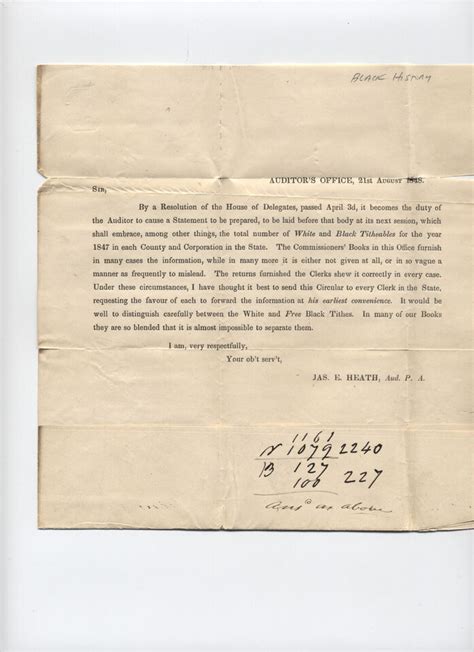 BLACK HISTORY
AUDITOR'S OFFICE, 21st August 1848.
Sir,
By a Resolution of the House of Delegates, passed April 3d, it becomes the duty of
the Auditor to cause a Statement to be prepared, to be laid before that body at its next session, which
shall embrace, among other things, the total number of White and Black Titheables for the year
1847 in each County and Corporation in the State. The Commissioners' Books in this Office furnish
in many cases the information, while in many more it is either not given at all, or in so vague a
manner as frequently to mislead. The returns furnished the Clerks shew it correctly in every case.
Under these circumstances, I have thought it best to send this Circular to every Clerk in the State,
requesting the favour of each to forward the information at his earliest convenience. It would be
well to distinguish carefully between the White and Free Black Tithes. In many of our Books
they are so blended that it is almost impossible to separate them.
I am, very respectfully,
Your ob't serv't,
JAS. E. HEATH, Aud. P. A.
1161
1079 2240
B 127
100 227
as above